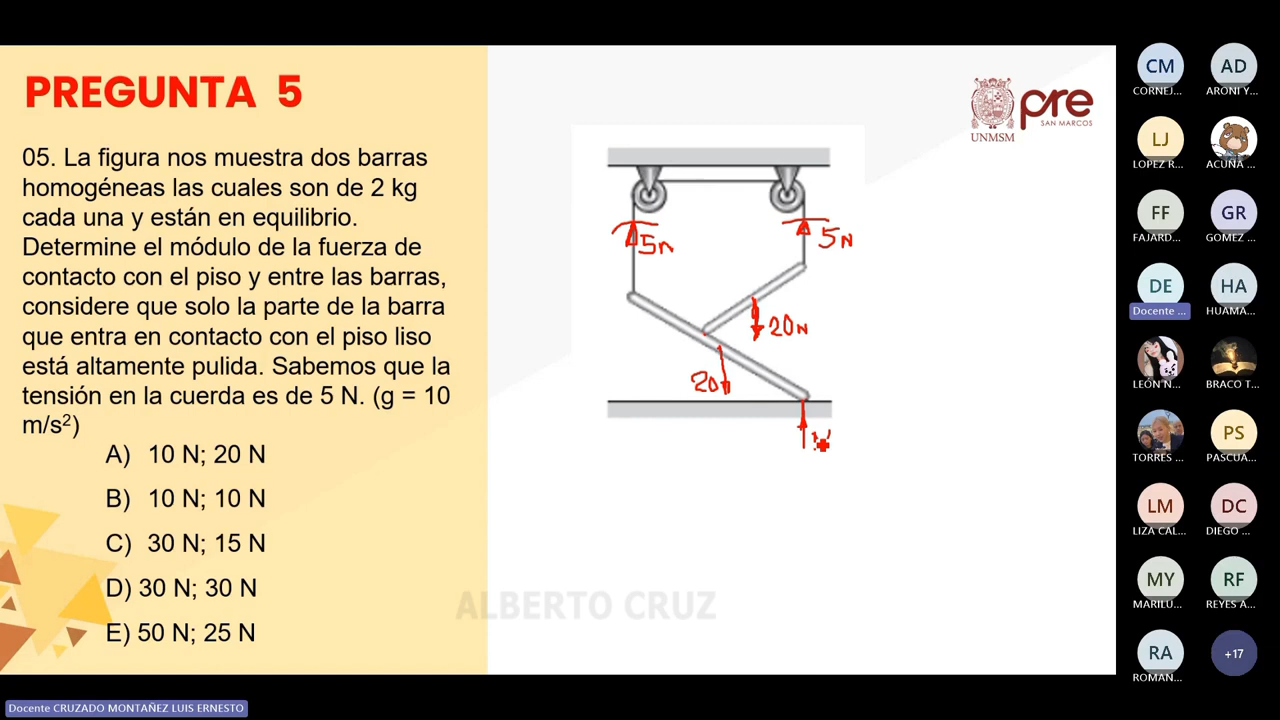 PREGUNTA 5
05. La figura nos muestra dos barras
homogéneas las cuales son de 2 kg
cada una y están en equilibrio.
Determine el módulo de la fuerza de
contacto con el piso y entre las barras,
considere que solo la parte de la barra
que entra en contacto con el piso liso
está altamente pulida. Sabemos que la
tensión en la cuerda es de 5 N. (g = 10
m/s²)
A) 10 N; 20 N
B) 10 N; 10 N
C) 30 N; 15 N
D) 30 N; 30 N
E) 50 N; 25 N
UNMSM
pre
SAN MARCOS
5N
5N
20N
20
ALBERTO CRUZ
CM
CORNEJ...
AD
ARONI Y...
LJ
LOPEZ R...
ACUÑA ...
FF
FAJARD...
GR
GOMEZ ...
DE
Docente ...
HA
HUAMA...
LEÓN N...
BRACO T...
TORRES ...
PS
PASCUA...
LM
LIZA CAL...
DC
DIEGO ...
MY
MARILÚ...
RF
REYES A...
RA
ROMAN...
+17
Docente CRUZADO MONTAÑEZ LUIS ERNESTO